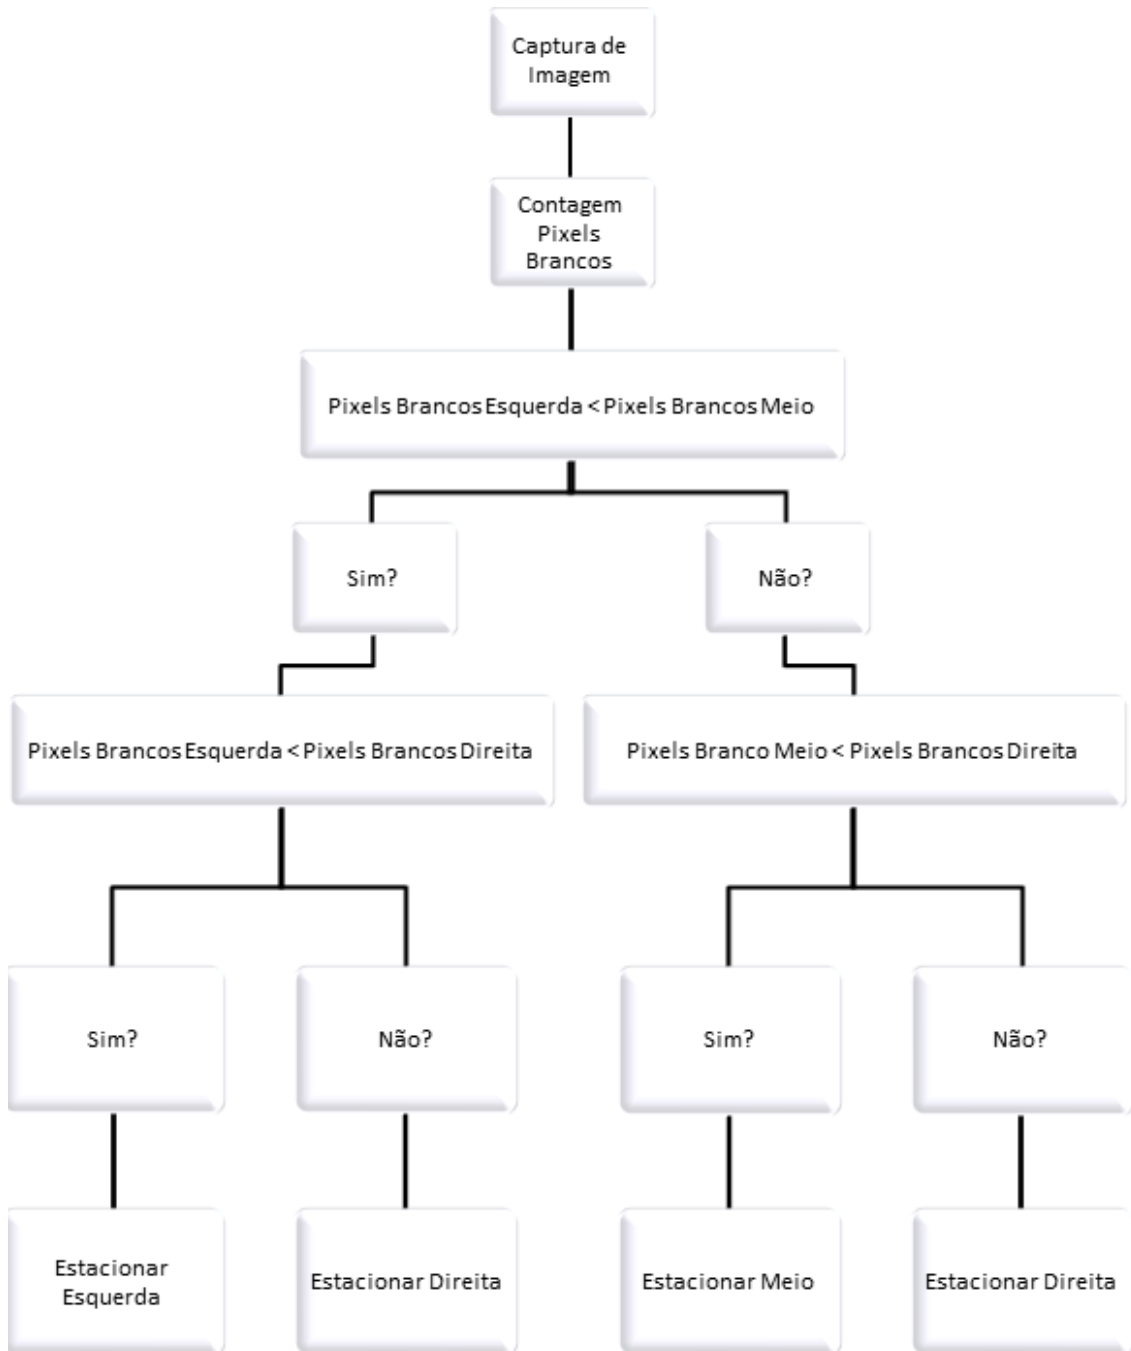 Captura de
Imagem
Contagem
Pixels
Brancos
Pixels Brancos Esquerda < Pixels Brancos Meio
Sim?
Não?
Pixels Brancos Esquerda < Pixels Brancos Direita
Pixels Branco Meio < Pixels Brancos Direita
Sim?
Não?
Sim?
Não?
Estacionar
Esquerda
Estacionar Direita
Estacionar Meio
Estacionar Direita